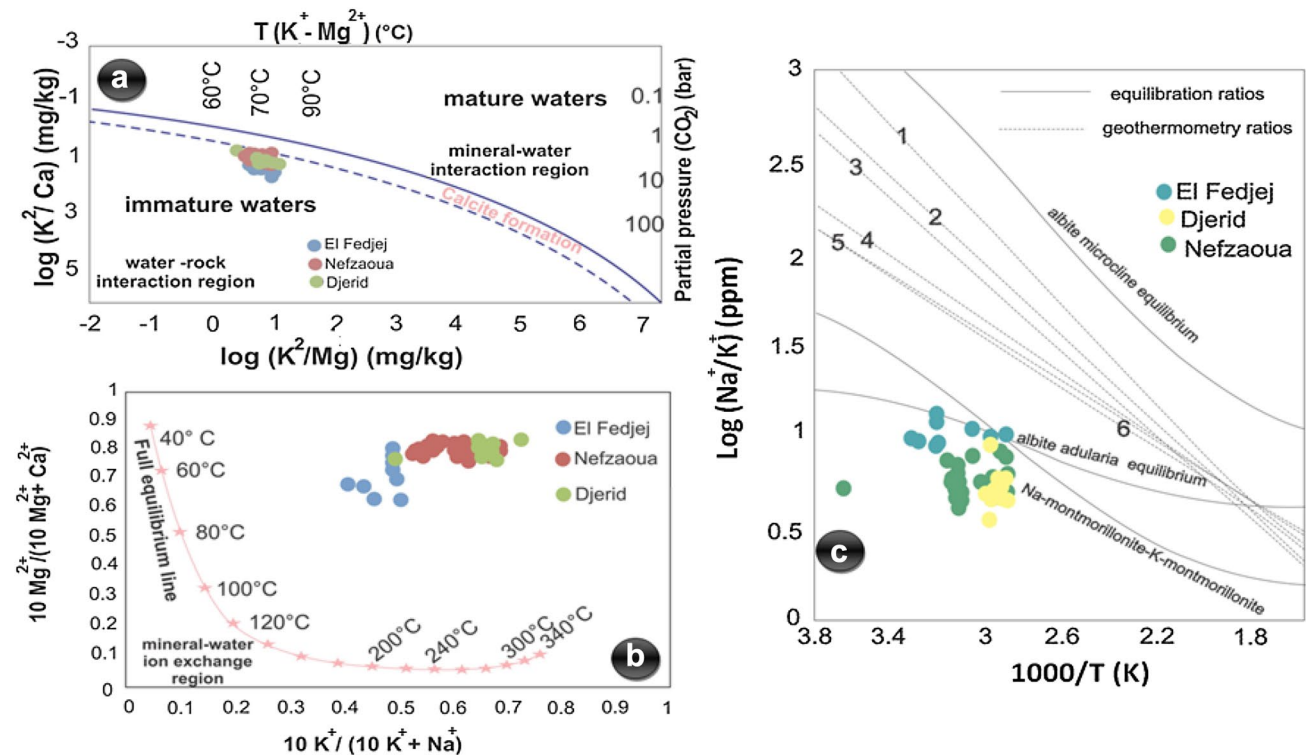 T (K⁺- Mg²⁺) (°C)
-3
-1
1
3
5
log (K²/ Ca) (mg/kg)
a
60°C
70°C
90°C
mature waters
mineral-water
interaction region
Calcite formation
immature waters
water -rock
interaction region
El Fedjej
Nefzaoua
Djerid
0.1
1
10
100
Partial pressure (CO₂) (bar)
-2
-1
0
1
2
3
4
5
6
7
log (K²/Mg) (mg/kg)
1
0.9
0.8
0.7
0.6
0.5
0.4
0.3
0.2
0.1
0
10 Mg²⁺/(10 Mg²⁺+ Ca²⁺)
40° C
60°C
80°C
100°C
120°C
200°C
240°C
300°C
340°C
Full equilibrium line
mineral-water
ion exchange
region
El Fedjej
Nefzaoua
Djerid
b
0
0.1
0.2
0.3
0.4
0.5
0.6
0.7
0.8
0.9
1
10 K⁺/ (10 K⁺+ Na⁺)
3
2.5
2
1.5
1
0.5
0
Log (Na⁺/K⁺) (ppm)
equilibration ratios
geothermometry ratios
1
2
3
4
5
6
El Fedjej
Djerid
Nefzaoua
albite microcline equilibrium
albite adularia equilibrium
Na-montmorillonite-K-montmorillonite
c
3.8
3.4
3
2.6
2.2
1.8
1000/T (K)